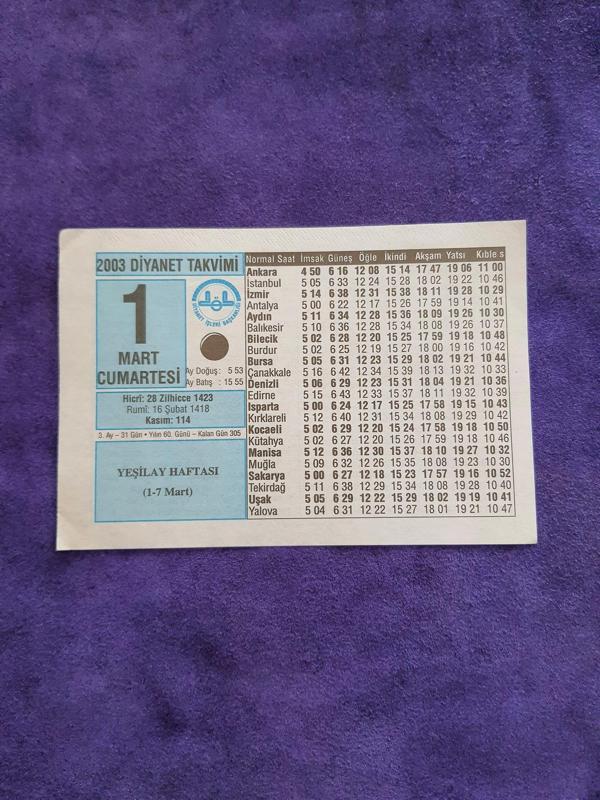 2003 DİYANET TAKVİMİ
1
MART
CUMARTESİ
DİYANET İŞLERİ BAŞKANLIĞI
Ay Doğuş : 5 53
Ay Batış : 15 55
Hicrî: 28 Zilhicce 1423
Rumî: 16 Şubat 1418
Kasım: 114
3. Ay – 31 Gün • Yılın 60. Günü – Kalan Gün 305
YEŞİLAY HAFTASI
(1-7 Mart)
Normal Saat İmsak Güneş Öğle İkindi Akşam Yatsı Kıble s
Ankara 4 50 6 16 12 08 15 14 17 47 19 06 11 00
İstanbul 5 05 6 33 12 24 15 28 18 02 19 22 10 46
İzmir 5 14 6 38 12 31 15 38 18 11 19 28 10 29
Antalya 5 00 6 22 12 17 15 26 17 59 19 14 10 41
Aydın 5 11 6 34 12 28 15 36 18 09 19 26 10 30
Balıkesir 5 10 6 36 12 28 15 34 18 08 19 26 10 37
Bilecik 5 02 6 28 12 20 15 25 17 59 19 18 10 48
Burdur 5 02 6 25 12 19 15 27 18 00 19 16 10 42
Bursa 5 05 6 31 12 23 15 29 18 02 19 21 10 44
Çanakkale 5 16 6 42 12 34 15 39 18 13 19 32 10 33
Denizli 5 06 6 29 12 23 15 31 18 04 19 21 10 36
Edirne 5 15 6 43 12 33 15 37 18 11 19 32 10 39
Isparta 5 00 6 24 12 17 15 25 17 58 19 15 10 43
Kırklareli 5 12 6 40 12 31 15 34 18 08 19 29 10 42
Kocaeli 5 02 6 29 12 20 15 24 17 58 19 18 10 50
Kütahya 5 02 6 27 12 20 15 26 17 59 19 18 10 46
Manisa 5 12 6 36 12 30 15 37 18 10 19 27 10 32
Muğla 5 09 6 32 12 26 15 35 18 08 19 23 10 30
Sakarya 5 00 6 27 12 18 15 23 17 57 19 16 10 52
Tekirdağ 5 11 6 38 12 29 15 34 18 08 19 28 10 40
Uşak 5 05 6 29 12 22 15 29 18 02 19 19 10 41
Yalova 5 04 6 31 12 22 15 27 18 01 19 21 10 47